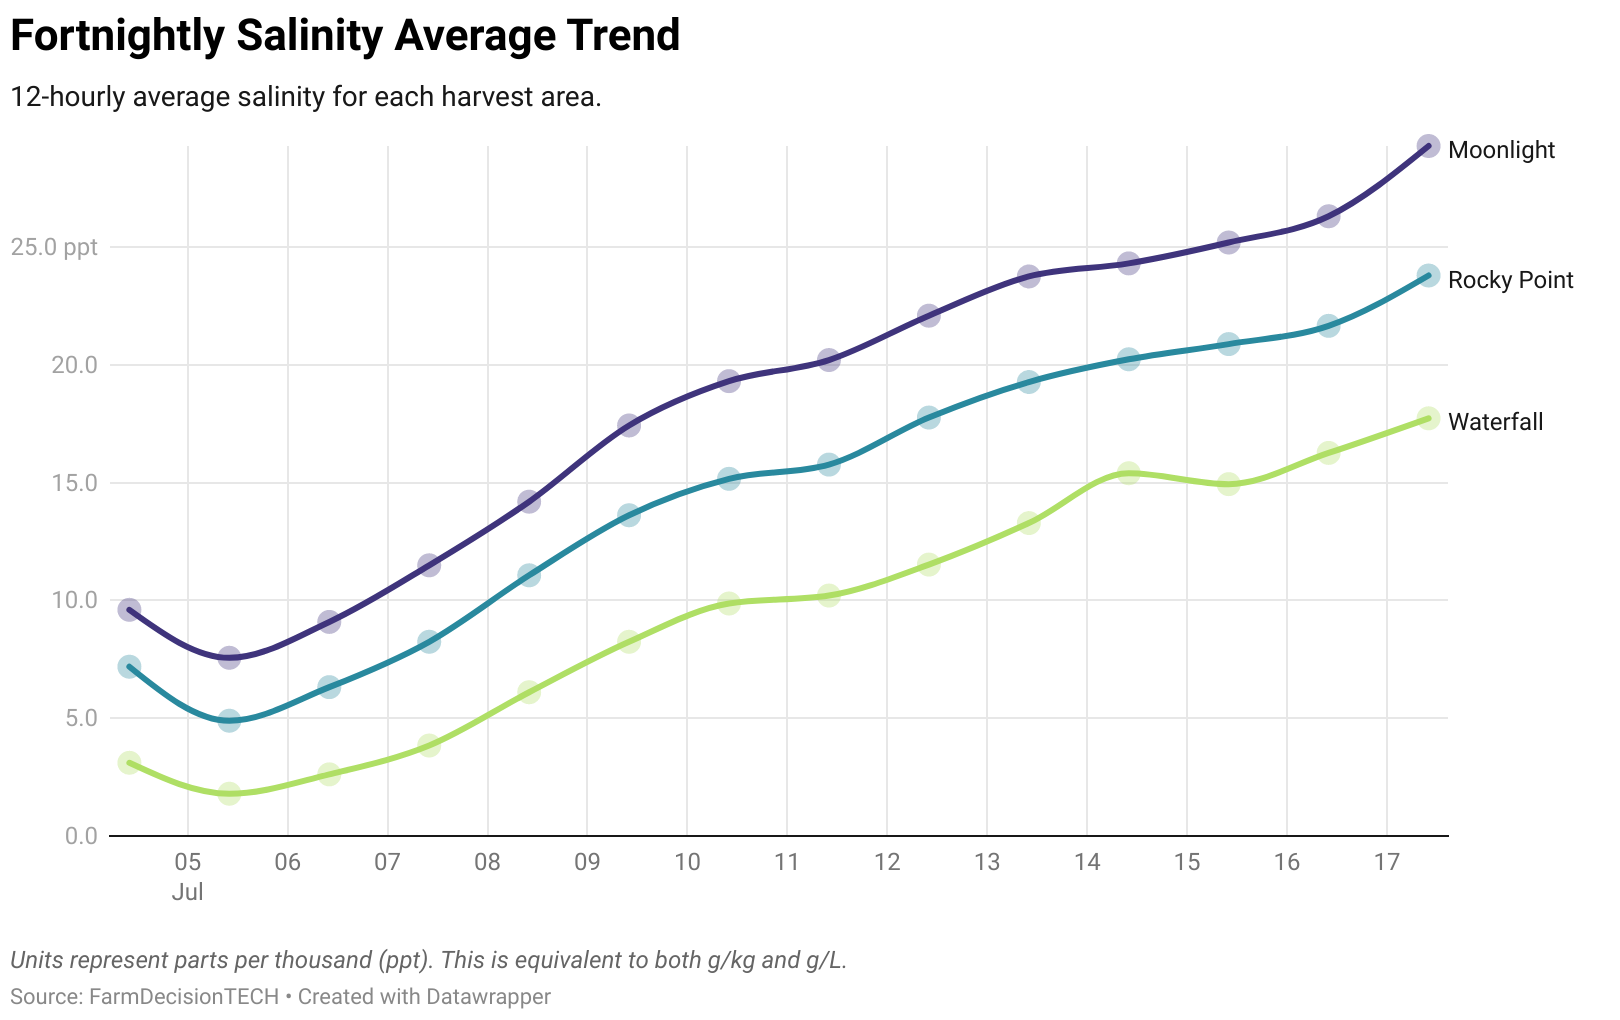 Fortnightly Salinity Average Trend
12-hourly average salinity for each harvest area.
Moonlight
25.0 ppt
Rocky Point
20.0
Waterfall
15.0
10.0
5.0
0.0
05 06 07 08 09 10 11 12 13 14 15 16 17
Jul
Units represent parts per thousand (ppt). This is equivalent to both g/kg and g/L.
Source: FarmDecisionTECH • Created with Datawrapper